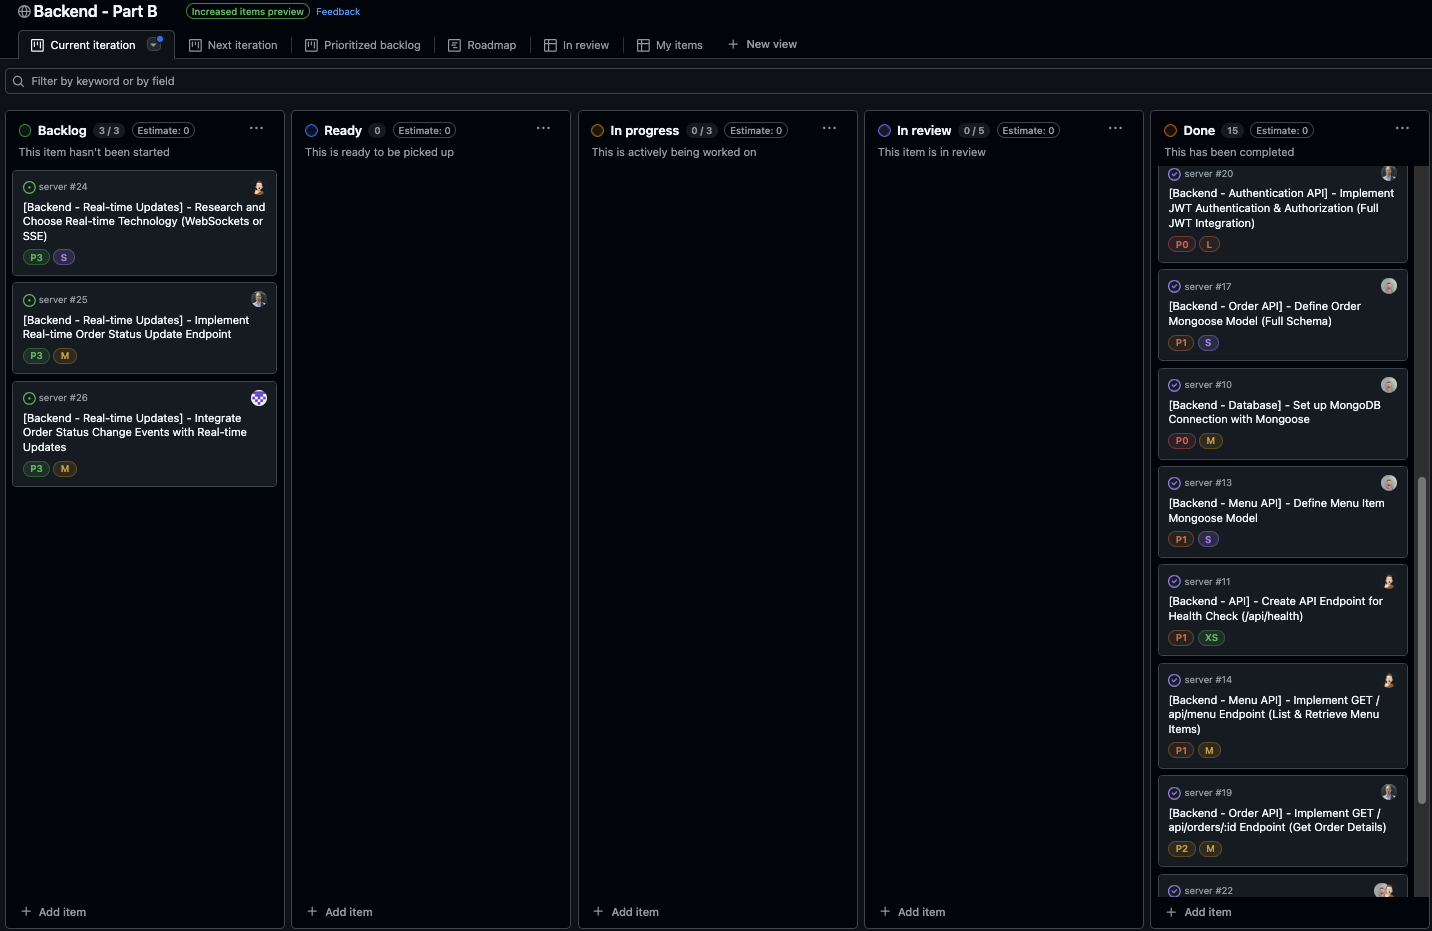 Backend - Part B
Increased items preview
Feedback
Current iteration
Next iteration
Prioritized backlog
Roadmap
In review
My items
New view
Filter by keyword or by field
Backlog 3 / 3 Estimate: 0
This item hasn't been started
server #24
[Backend - Real-time Updates] - Research and
Choose Real-time Technology (WebSockets or
SSE)
P3 S
server #25
[Backend - Real-time Updates] - Implement
Real-time Order Status Update Endpoint
P3 M
server #26
[Backend - Real-time Updates] - Integrate
Order Status Change Events with Real-time
Updates
P3 M
Add item
Ready 0 Estimate: 0
This is ready to be picked up
Add item
In progress 0 / 3 Estimate: 0
This is actively being worked on
Add item
In review 0 / 5 Estimate: 0
This item is in review
Add item
Done 15 Estimate: 0
This has been completed
server #20
[Backend - Authentication API] - Implement
JWT Authentication & Authorization (Full
JWT Integration)
P0 L
server #17
[Backend - Order API] - Define Order
Mongoose Model (Full Schema)
P1 S
server #10
[Backend - Database] - Set up MongoDB
Connection with Mongoose
P0 M
server #13
[Backend - Menu API] - Define Menu Item
Mongoose Model
P1 S
server #11
[Backend - API] - Create API Endpoint for
Health Check (/api/health)
P1 XS
server #14
[Backend - Menu API] - Implement GET /
api/menu Endpoint (List & Retrieve Menu
Items)
P1 M
server #19
[Backend - Order API] - Implement GET /
api/orders/:id Endpoint (Get Order Details)
P2 M
server #22
Add item